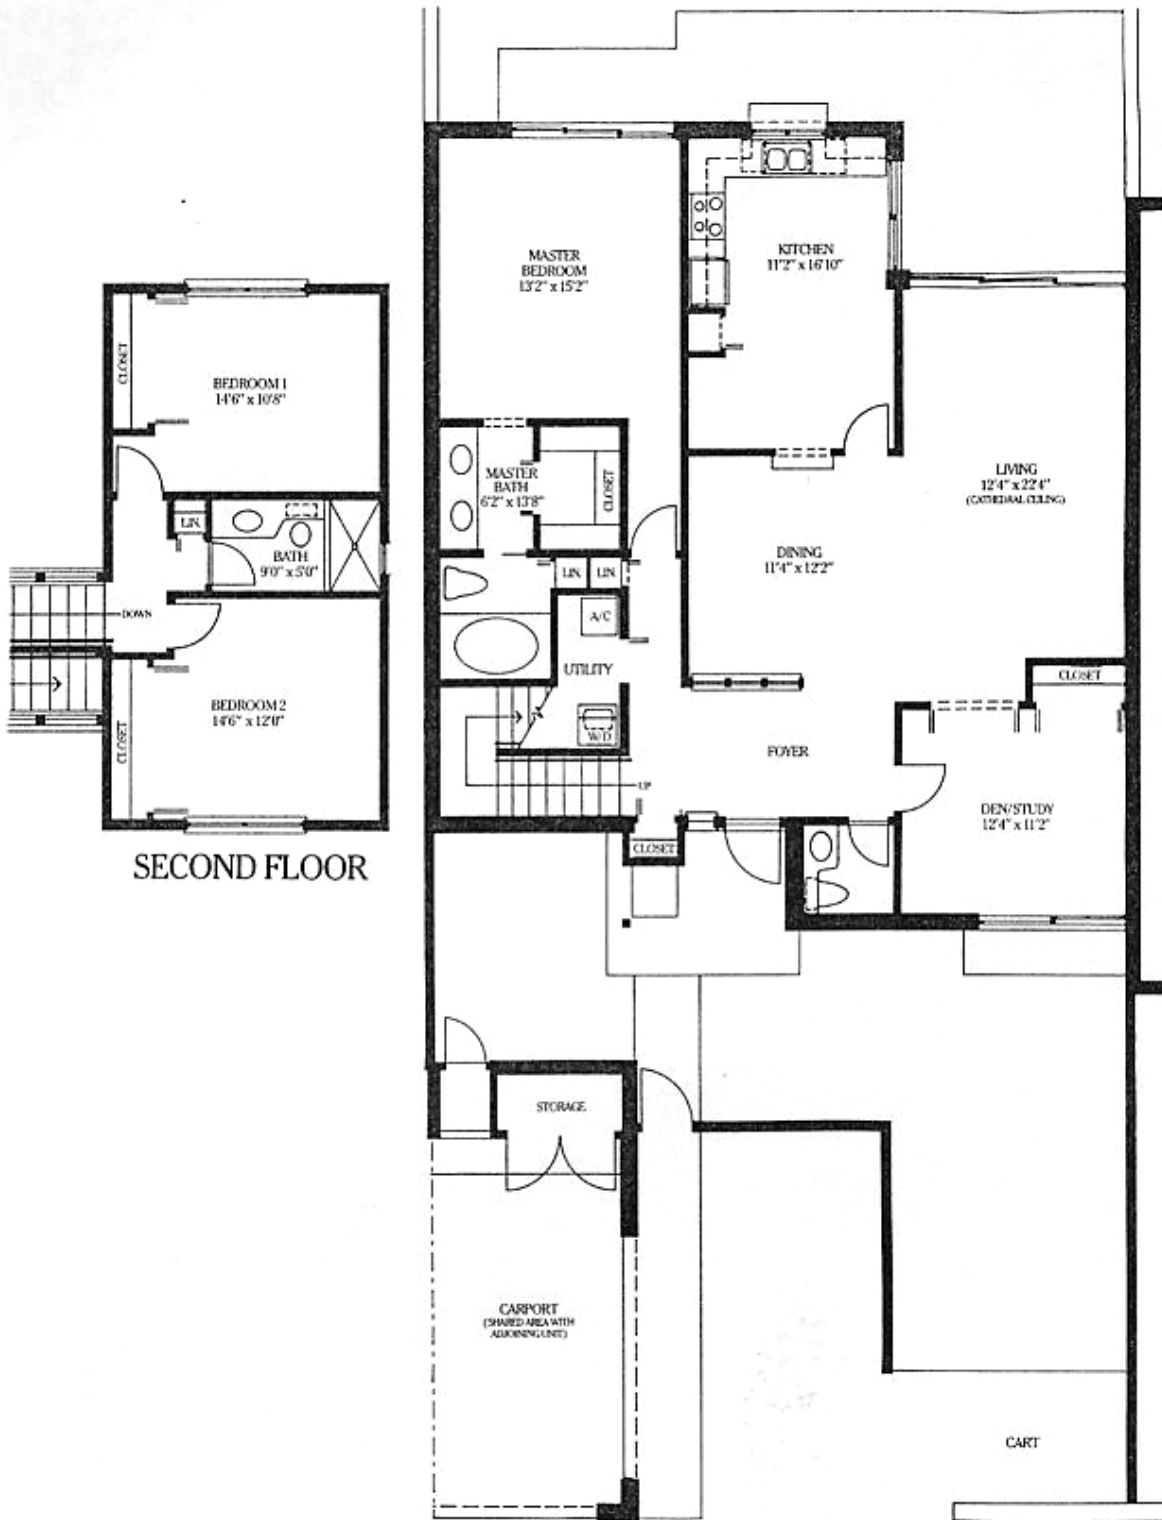 BEDROOM 1
14'6" x 10'8"
CLOSET
LIN.
BATH
9'0" x 5'0"
DOWN
BEDROOM 2
14'6" x 12'0"
CLOSET
SECOND FLOOR
MASTER
BEDROOM
13'2" x 15'2"
KITCHEN
11'2" x 16'10"
MASTER
BATH
6'2" x 13'8"
CLOSET
LIVING
12'4" x 22'4"
(CATHEDRAL CEILING)
DINING
11'4" x 12'2"
LIN.
LIN.
A/C
UTILITY
W/D
UP
CLOSET
FOYER
DEN/STUDY
12'4" x 11'2"
CLOSET
STORAGE
CARPORT
(SHARED AREA WITH
ADJOINING UNIT)
CART